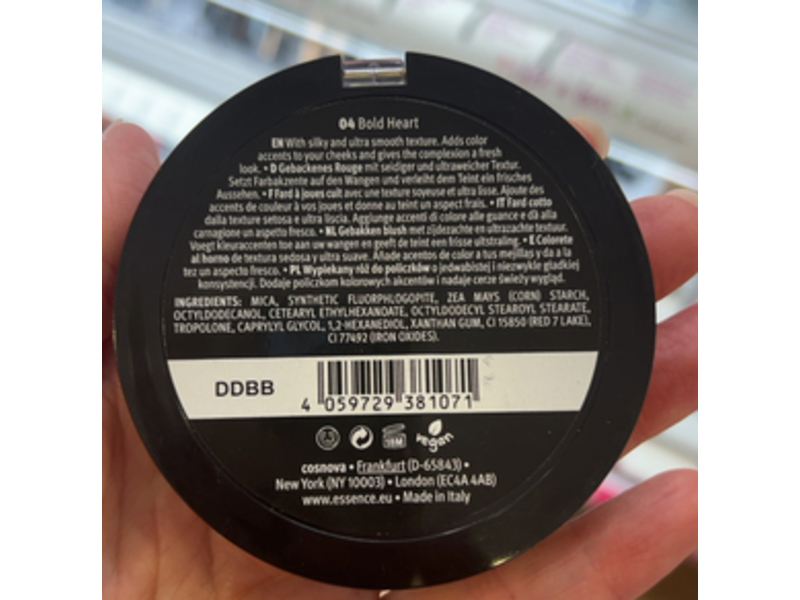 04 Bold Heart
EN With silky and ultra smooth texture. Adds color
accents to your cheeks and gives the complexion a fresh
look. • D Gebackenes Rouge mit seidiger und ultraweicher Textur.
Setzt Farbakzente auf den Wangen und verleiht dem Teint ein frisches
Aussehen. • F Fard à joues cuit avec une texture soyeuse et ultra lisse. Ajoute des
accents de couleur à vos joues et donne au teint un aspect frais. • IT Fard cotto
dalla texture setosa e ultra liscia. Aggiunge accenti di colore alle guance e dà alla
carnagione un aspetto fresco. • NL Gebakken blush met zijdezachte en ultrazachte textuur.
Voegt kleuraccenten toe aan uw wangen en geeft de teint een frisse uitstraling. • E Colorete
al horno de textura sedosa y ultra suave. Añade acentos de color a tus mejillas y da a la
tez un aspecto fresco. • PL Wypiekany róż do policzków o jedwabistej i niezwykle gładkiej
konsystencji. Dodaje policzkom kolorowych akcentów i nadaje cerze świeży wygląd.
INGREDIENTS: MICA, SYNTHETIC FLUORPHLOGOPITE, ZEA MAYS (CORN) STARCH,
OCTYLDODECANOL, CETEARYL ETHYLHEXANOATE, OCTYLDODECYL STEAROYL STEARATE,
TROPOLONE, CAPRYLYL GLYCOL, 1,2-HEXANEDIOL, XANTHAN GUM, CI 15850 (RED 7 LAKE),
CI 77492 (IRON OXIDES).
DDBB
4 059729 381071
18M vegan
cosnova • Frankfurt (D-65843) •
New York (NY 10003) • London (EC4A 4AB)
www.essence.eu • Made in Italy